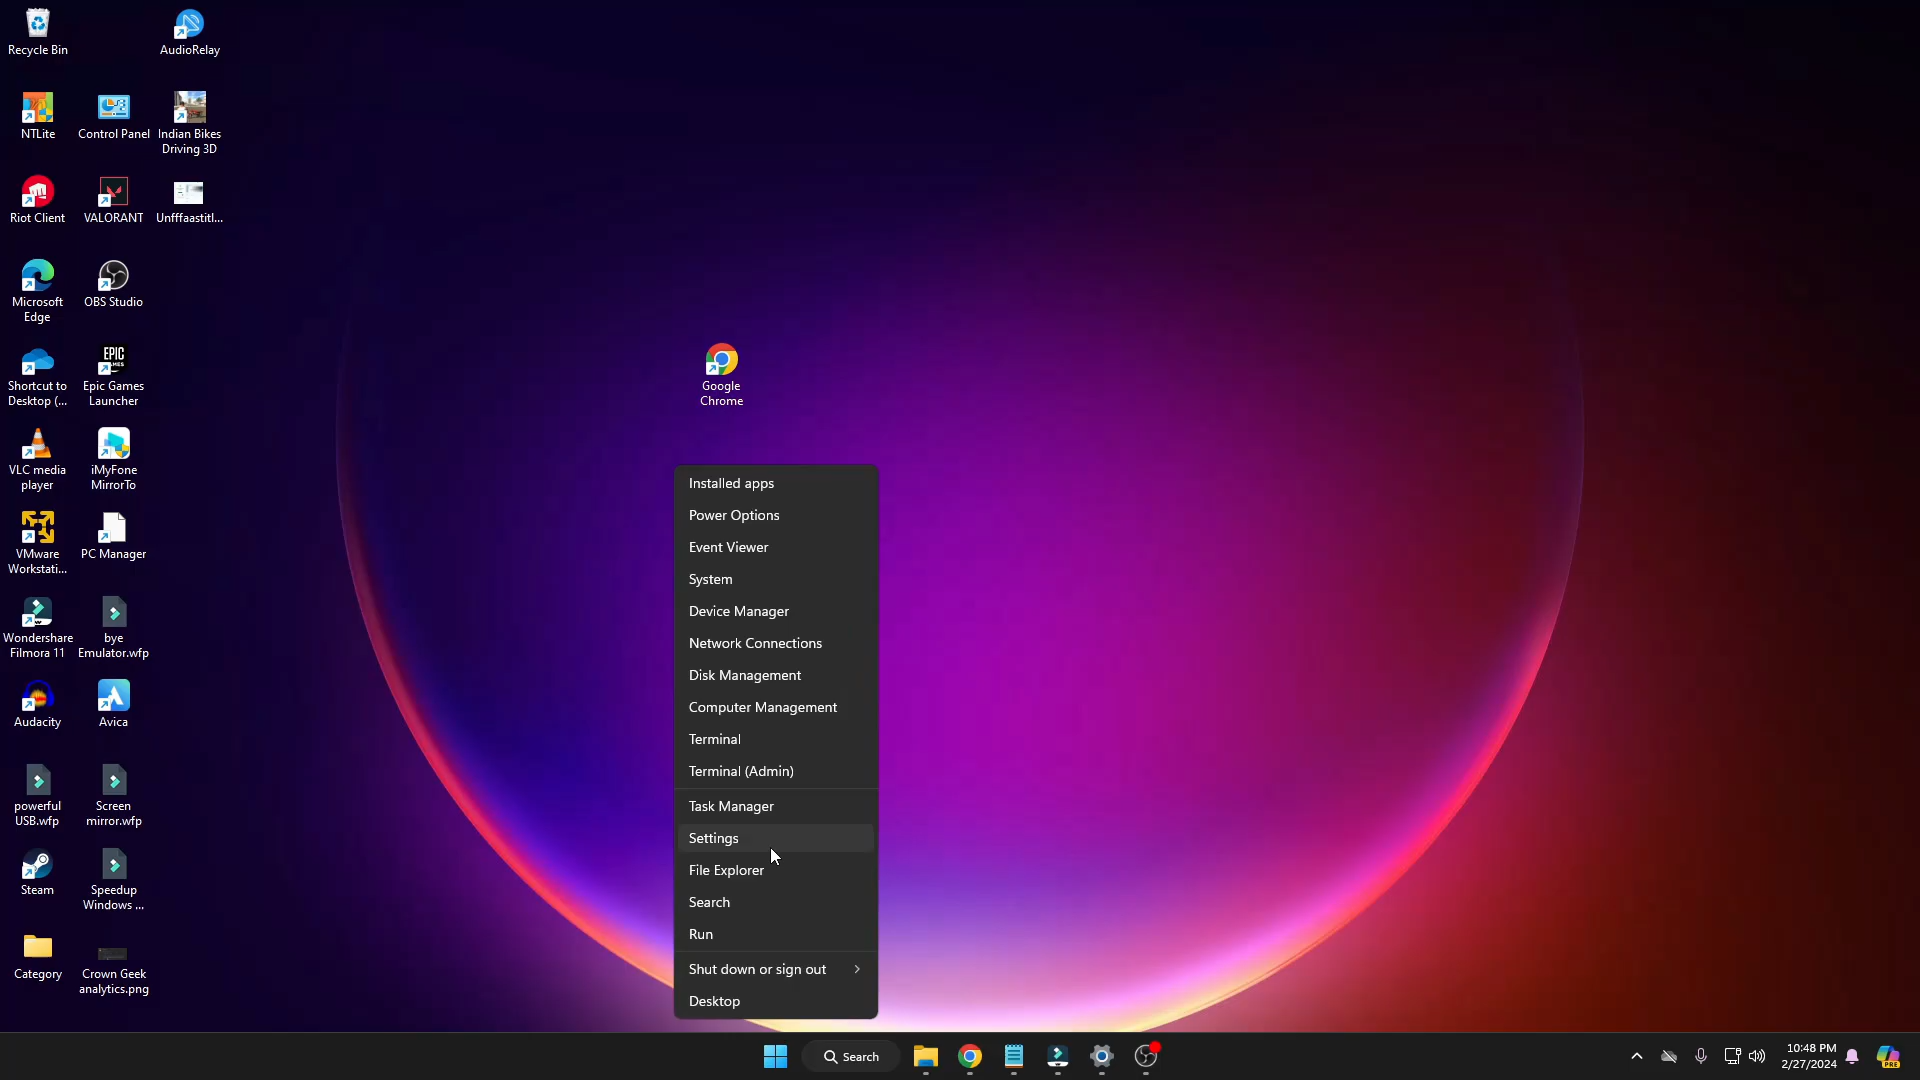 Recycle Bin
AudioRelay
NTLite
Control Panel
Indian Bikes
Driving 3D
Riot Client
VALORANT
Unfffaastitl...
Microsoft
Edge
OBS Studio
Shortcut to
Desktop (...
EPIC
GAMES
Epic Games
Launcher
Google
Chrome
VLC media
player
iMyFone
MirrorTo
VMware
Workstati...
PC Manager
Wondershare
Filmora 11
bye
Emulator.wfp
Audacity
Avica
powerful
USB.wfp
Screen
mirror.wfp
Steam
Speedup
Windows ...
Category
Crown Geek
analytics.png
Installed apps
Power Options
Event Viewer
System
Device Manager
Network Connections
Disk Management
Computer Management
Terminal
Terminal (Admin)
Task Manager
Settings
File Explorer
Search
Run
Shut down or sign out
Desktop
Search
10:48 PM
2/27/2024
PRE